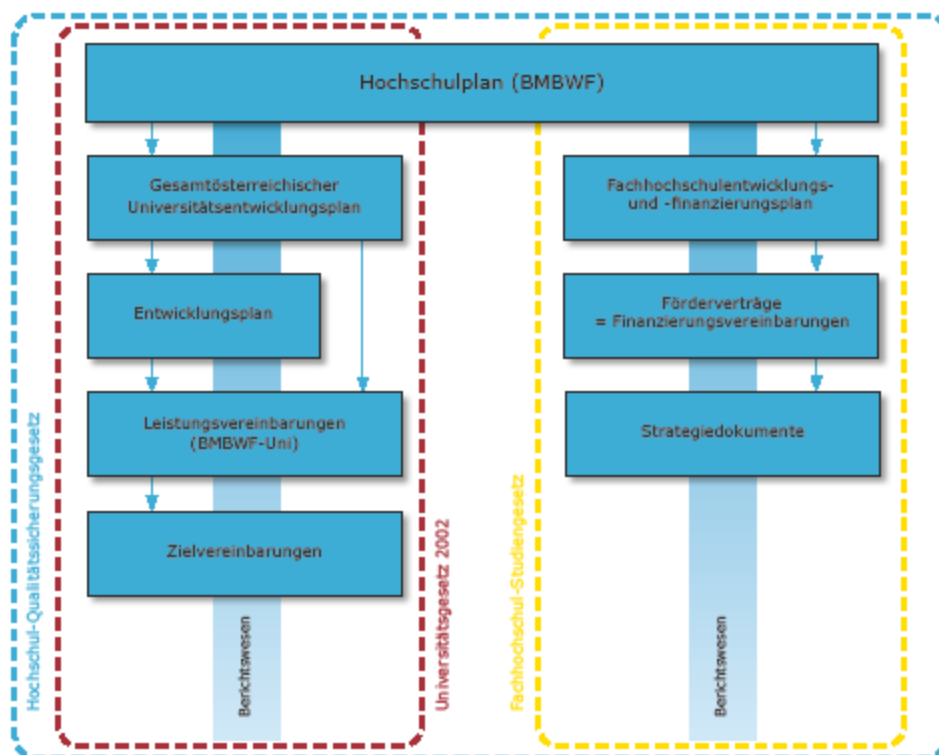 Hochschulplan (BMBWF)
Gesamtösterreichischer
Universitätsentwicklungsplan
Entwicklungsplan
Leistungsvereinbarungen
(BMBWF-Uni)
Zielvereinbarungen
Berichtswesen
Hochschul-Qualitätssicherungsgesetz
Universitätsgesetz 2002
Fachhochschulentwicklungs-
und -finanzierungsplan
Förderverträge
= Finanzierungsvereinbarungen
Strategiedokumente
Berichtswesen
Fachhochschul-Studiengesetz